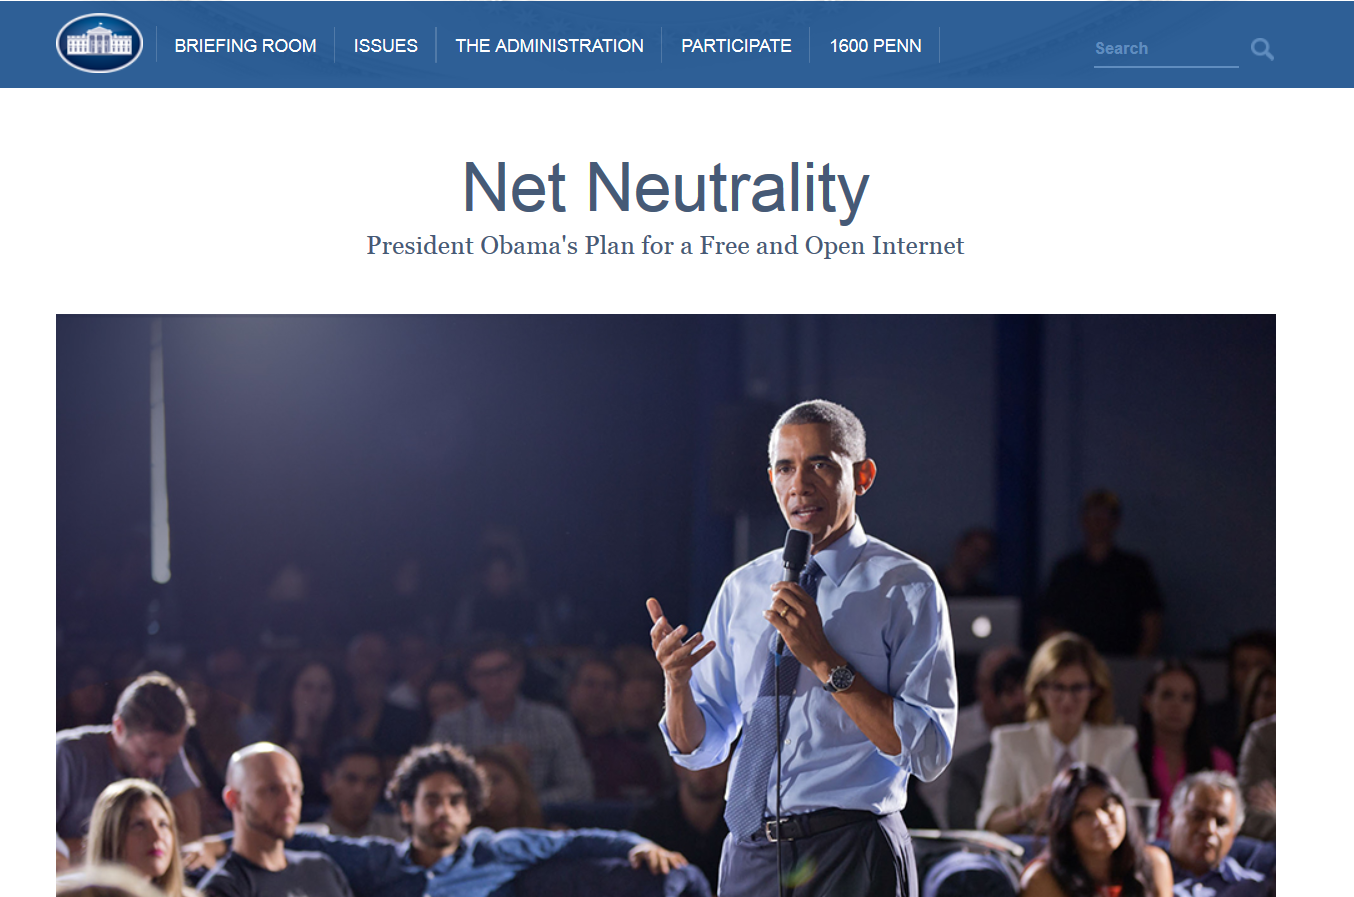 BRIEFING ROOM
ISSUES
THE ADMINISTRATION
PARTICIPATE
1600 PENN
Search
Net Neutrality
President Obama's Plan for a Free and Open Internet